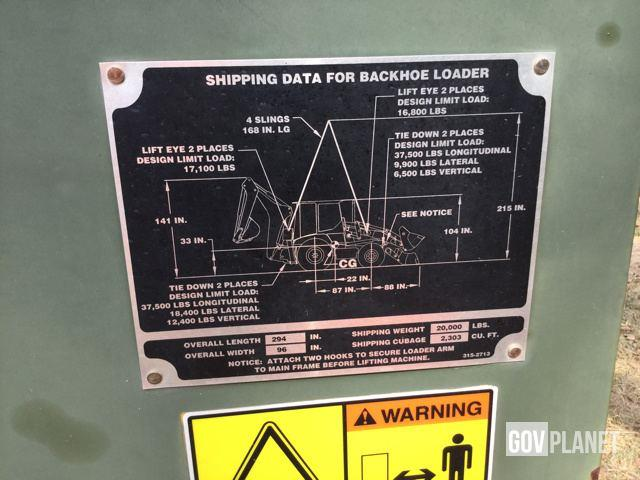 SHIPPING DATA FOR BACKHOE LOADER
LIFT EYE 2 PLACES
DESIGN LIMIT LOAD:
16,800 LBS
4 SLINGS
168 IN. LG
TIE DOWN 2 PLACES
DESIGN LIMIT LOAD:
37,500 LBS LONGITUDINAL
9,900 LBS LATERAL
6,500 LBS VERTICAL
LIFT EYE 2 PLACES
DESIGN LIMIT LOAD:
17,100 LBS
141 IN.
SEE NOTICE
215 IN.
104 IN.
33 IN.
CG
22 IN.
87 IN.
88 IN.
TIE DOWN 2 PLACES
DESIGN LIMIT LOAD:
37,500 LBS LONGITUDINAL
18,400 LBS LATERAL
12,400 LBS VERTICAL
OVERALL LENGTH 294 IN. SHIPPING WEIGHT 20,000 LBS.
OVERALL WIDTH 96 IN. SHIPPING CUBAGE 2,303 CU. FT.
NOTICE: ATTACH TWO HOOKS TO SECURE LOADER ARM
TO MAIN FRAME BEFORE LIFTING MACHINE.
315-2713
WARNING
GOVPLANET